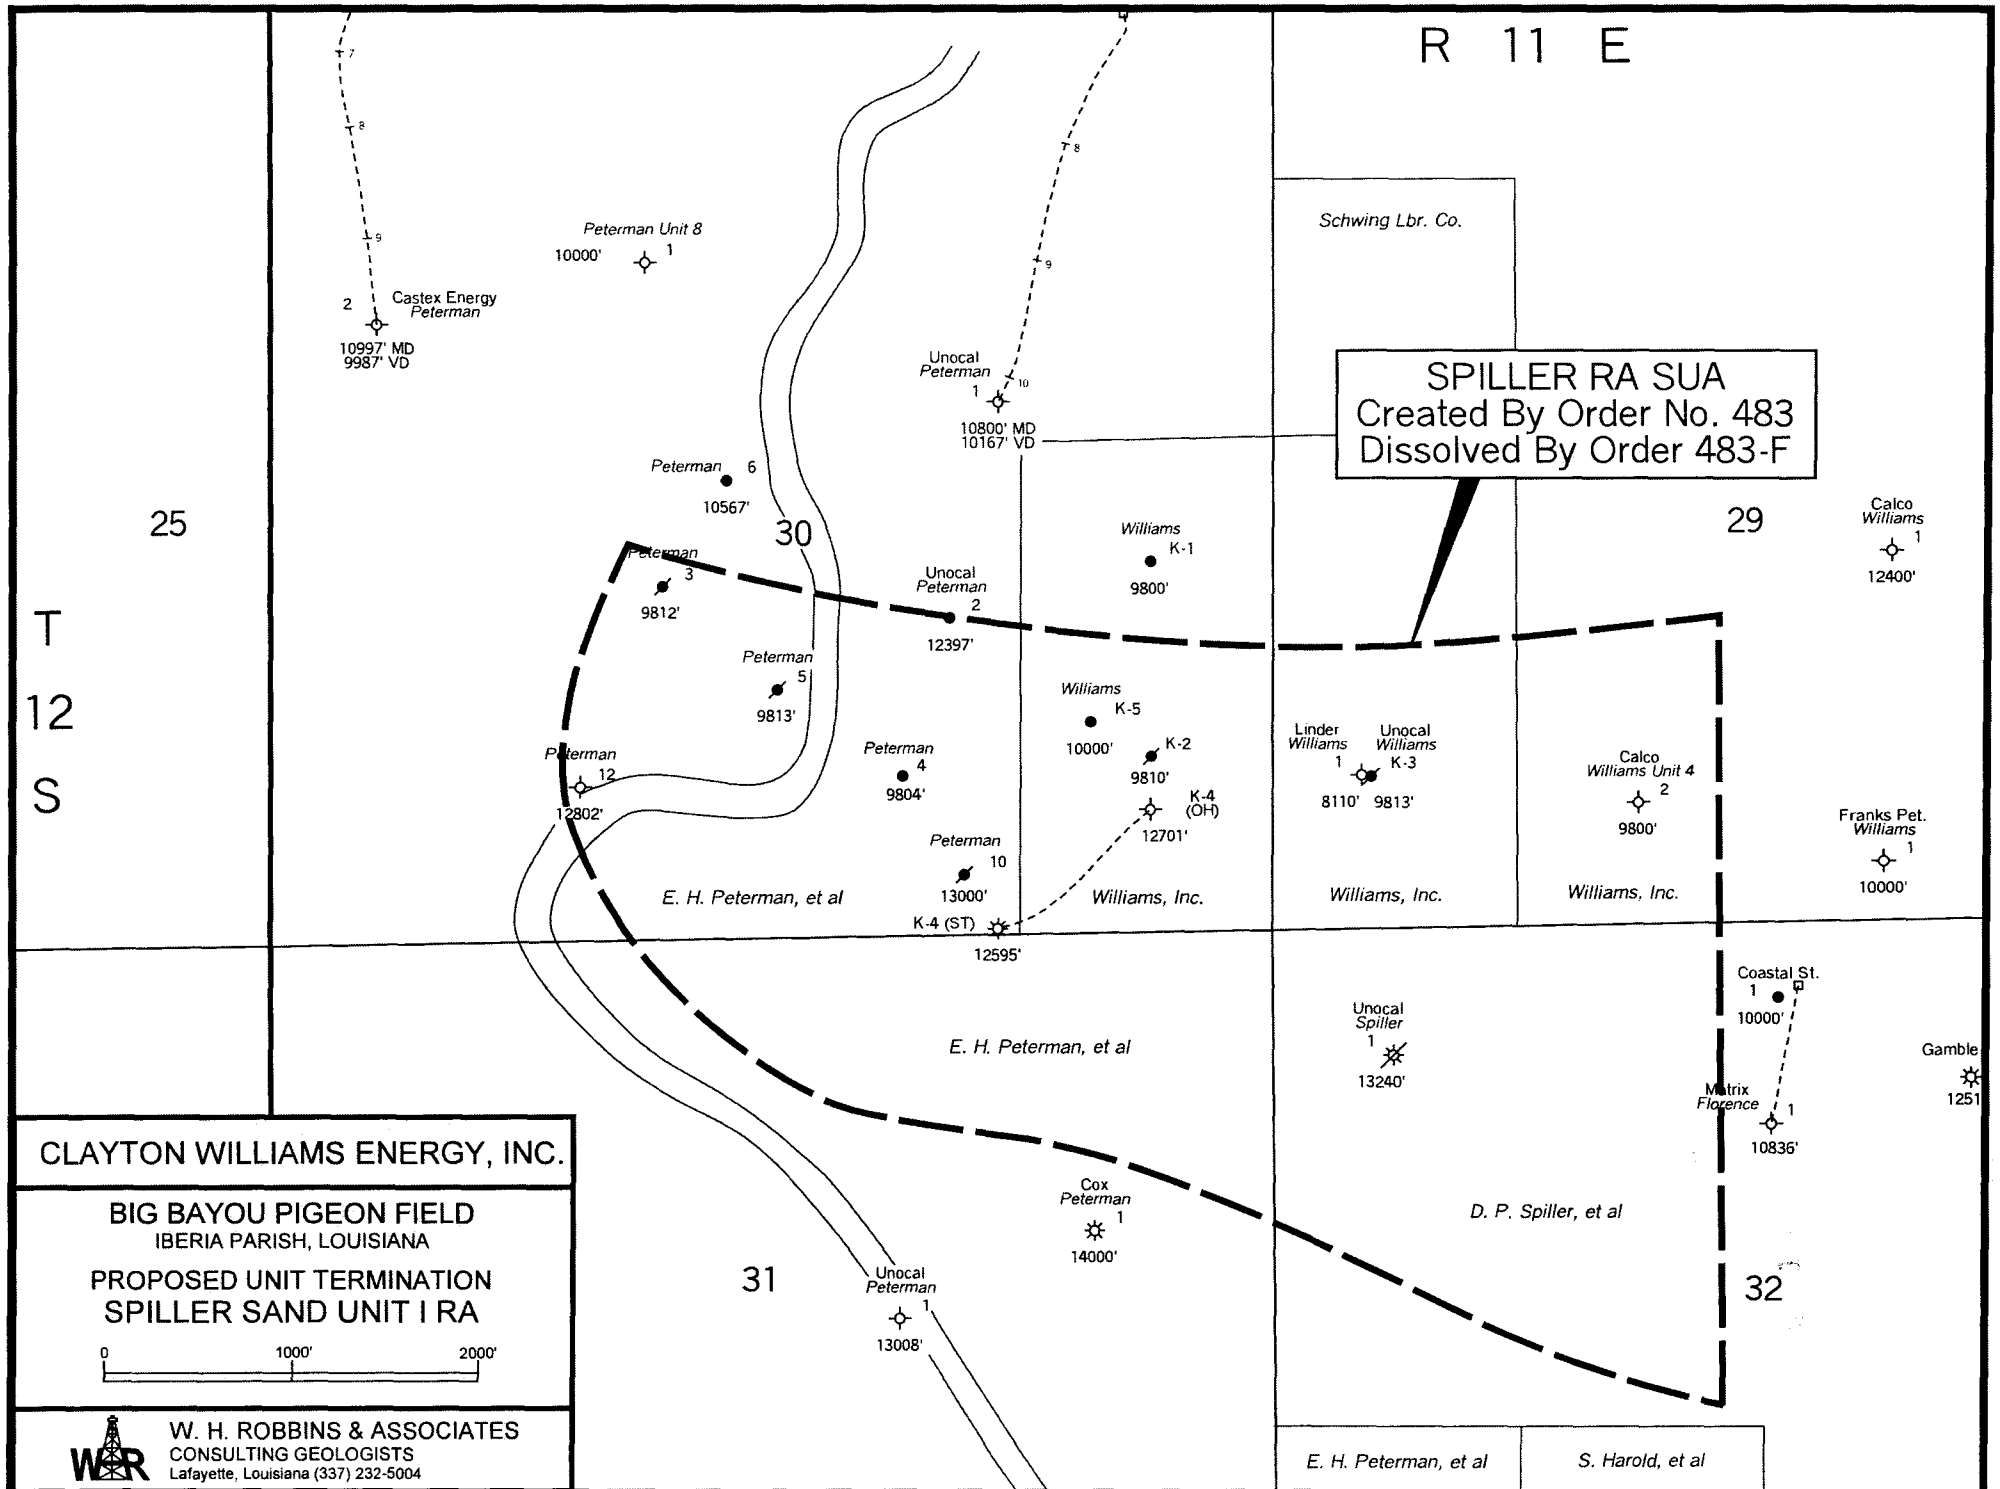 R 11 E
7
8
9
8
9
10
Schwing Lbr. Co.
Peterman Unit 8
10000'
1
2
Castex Energy
Peterman
10997' MD
9987' VD
Unocal
Peterman
1
10800' MD
10167' VD
SPILLER RA SUA
Created By Order No. 483
Dissolved By Order 483-F
Peterman 6
10567'
25
30
29
Calco
Williams
1
12400'
Williams
K-1
9800'
Peterman
3
9812'
Unocal
Peterman
2
12397'
T
12
S
Peterman
5
9813'
Williams
K-5
10000'
K-2
9810'
K-4
(OH)
12701'
Linder
Williams
1
8110'
Unocal
Williams
K-3
9813'
Calco
Williams Unit 4
2
9800'
Peterman
12
12802'
Peterman
4
9804'
Franks Pet.
Williams
1
10000'
Peterman
10
13000'
E. H. Peterman, et al
Williams, Inc.
Williams, Inc.
Williams, Inc.
K-4 (ST)
12595'
Coastal St.
1
10000'
Unocal
Spiller
1
13240'
E. H. Peterman, et al
Gamble
1251
Matrix
Florence
1
10836'
Cox
Peterman
1
14000'
D. P. Spiller, et al
31
32
Unocal
Peterman
1
13008'
E. H. Peterman, et al
S. Harold, et al
CLAYTON WILLIAMS ENERGY, INC.
BIG BAYOU PIGEON FIELD
IBERIA PARISH, LOUISIANA
PROPOSED UNIT TERMINATION
SPILLER SAND UNIT I RA
0 1000' 2000'
WR
W. H. ROBBINS & ASSOCIATES
CONSULTING GEOLOGISTS
Lafayette, Louisiana (337) 232-5004